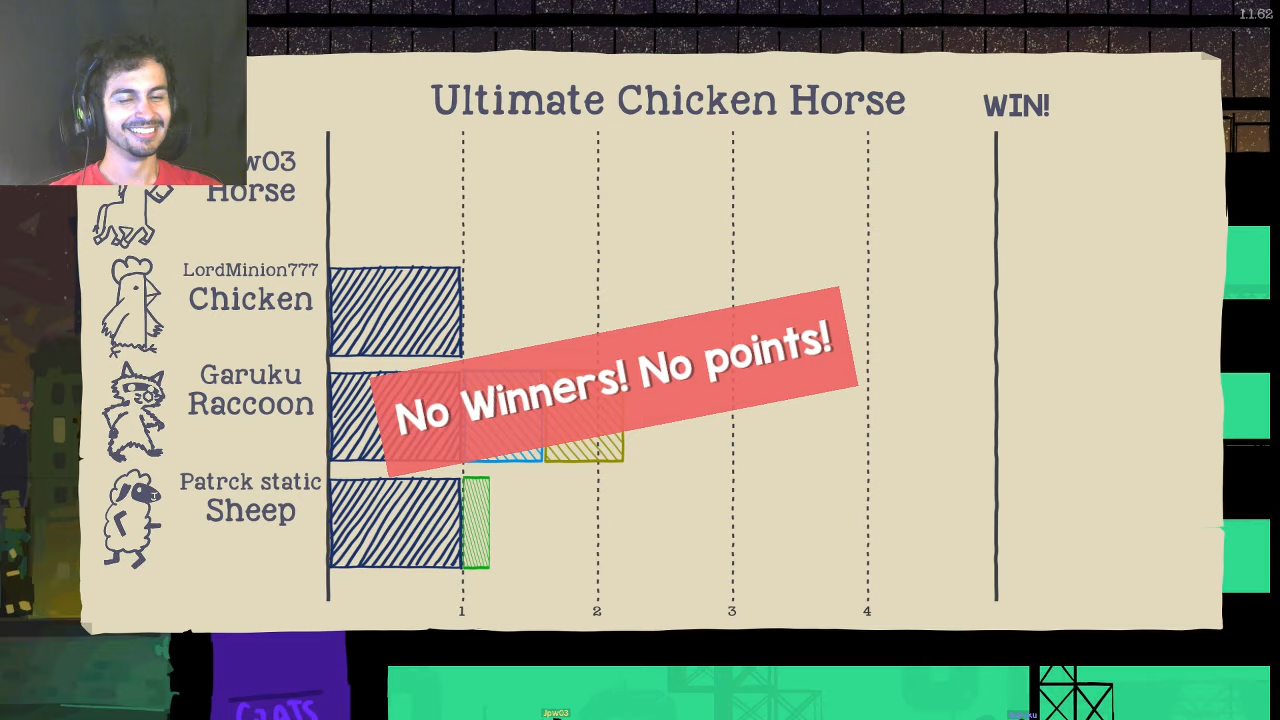 1.1.62
Ultimate Chicken Horse
WIN!
Horse
LordMinion777
Chicken
Garuku
Raccoon
Patrck static
Sheep
No Winners! No points!
1 2 3 4
Jpw03